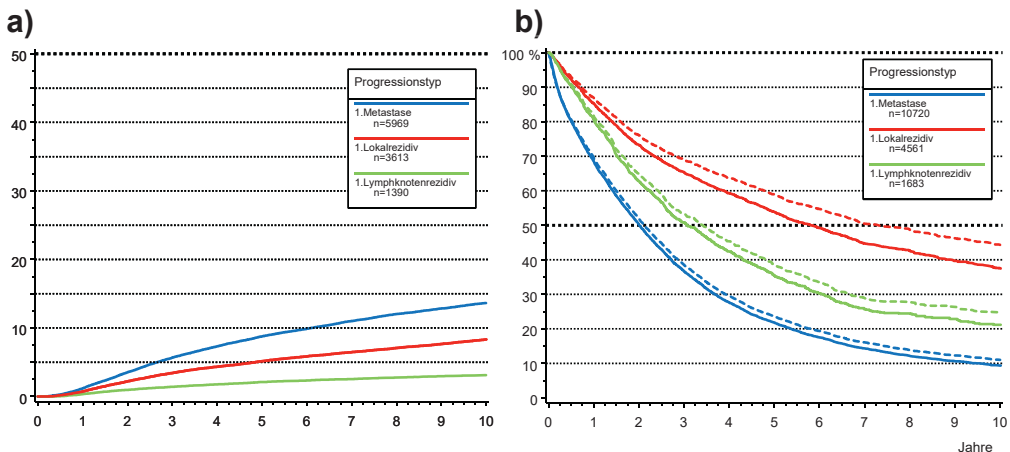 a)
50
40
30
20
10
0
Progressionstyp
1.Metastase
n=5969
1.Lokalrezidiv
n=3613
1.Lymphknotenrezidiv
n=1390
0 1 2 3 4 5 6 7 8 9 10
b)
100 %
90
80
70
60
50
40
30
20
10
0
Progressionstyp
1.Metastase
n=10720
1.Lokalrezidiv
n=4561
1.Lymphknotenrezidiv
n=1683
0 1 2 3 4 5 6 7 8 9 10
Jahre